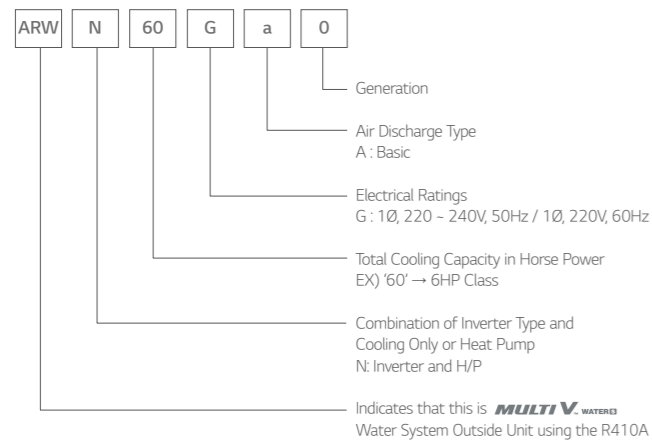 ARW N 60 G a 0
Generation
Air Discharge Type
A : Basic
Electrical Ratings
G : 1Ø, 220 ~ 240V, 50Hz / 1Ø, 220V, 60Hz
Total Cooling Capacity in Horse Power
EX) ‘60’ → 6HP Class
Combination of Inverter Type and
Cooling Only or Heat Pump
N: Inverter and H/P
Indicates that this is MULTI V™ WATER S
Water System Outside Unit using the R410A